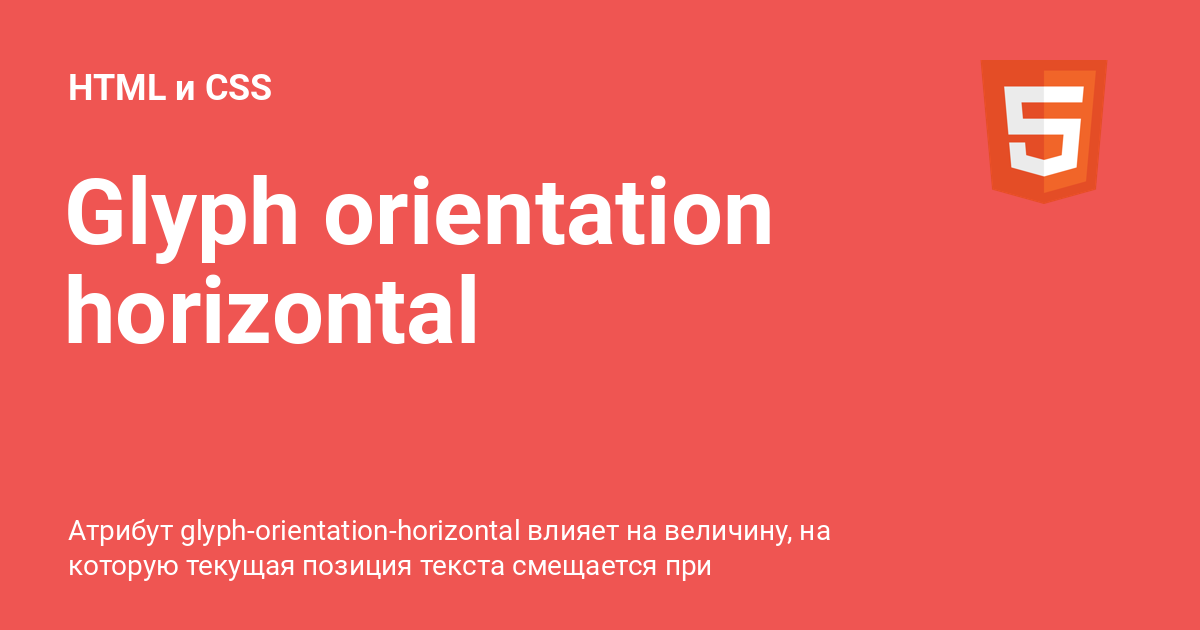 HTML и CSS
Glyph orientation
horizontal
Атрибут glyph-orientation-horizontal влияет на величину, на
которую текущая позиция текста смещается при